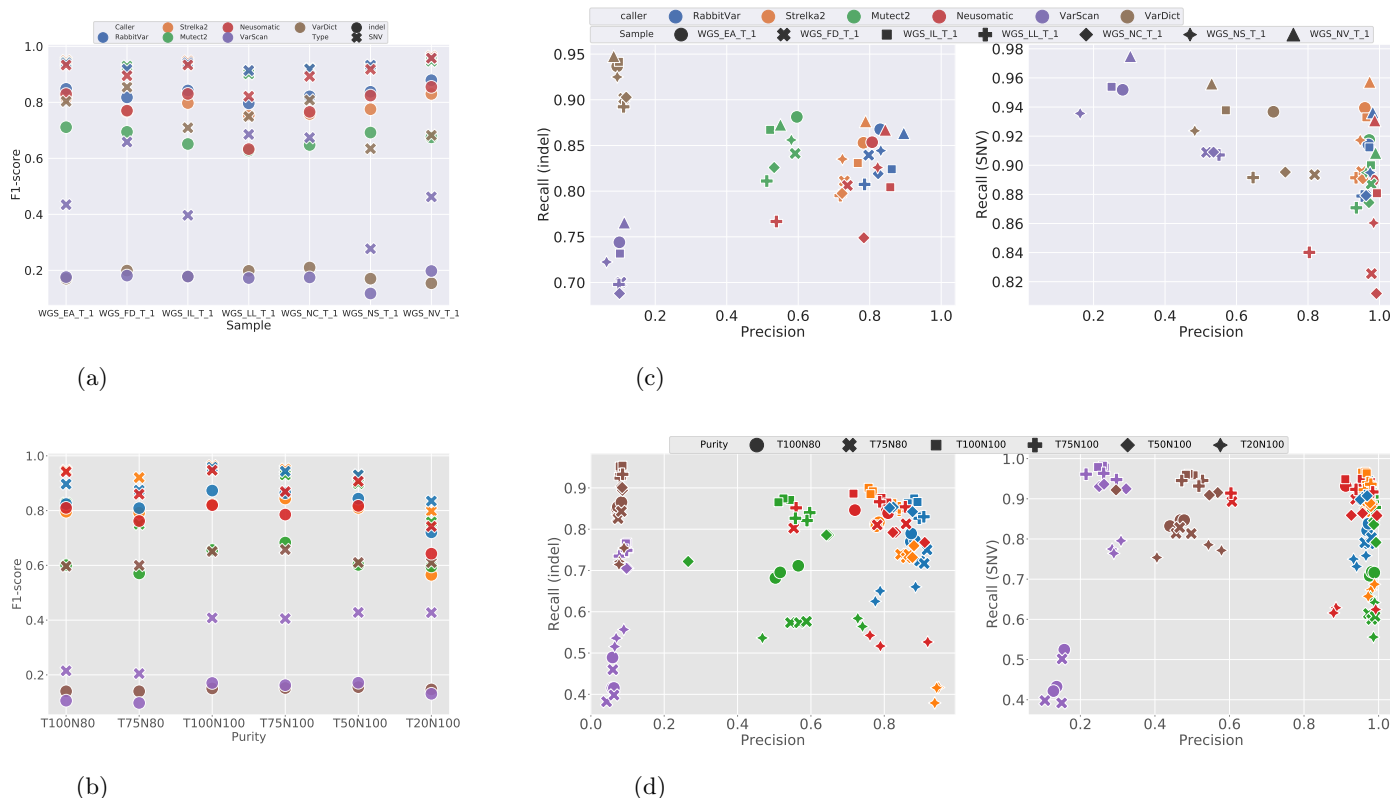 Caller Strelka2 Neusomatic VarDict indel
RabbitVar Mutect2 VarScan Type SNV
1.0
0.8
0.6
0.4
0.2
F1-score
WGS_EA_T_1 WGS_FD_T_1 WGS_IL_T_1 WGS_LL_T_1 WGS_NC_T_1 WGS_NS_T_1 WGS_NV_T_1
Sample
(a)
caller RabbitVar Strelka2 Mutect2 Neusomatic VarScan VarDict
Sample WGS_EA_T_1 WGS_FD_T_1 WGS_IL_T_1 WGS_LL_T_1 WGS_NC_T_1 WGS_NS_T_1 WGS_NV_T_1
0.95
0.90
0.85
0.80
0.75
0.70
Recall (indel)
0.2 0.4 0.6 0.8 1.0
Precision
0.98
0.96
0.94
0.92
0.90
0.88
0.86
0.84
0.82
Recall (SNV)
0.2 0.4 0.6 0.8 1.0
Precision
(c)
1.0
0.8
0.6
0.4
0.2
F1-score
T100N80 T75N80 T100N100 T75N100 T50N100 T20N100
Purity
(b)
Purity T100N80 T75N80 T100N100 T75N100 T50N100 T20N100
0.9
0.8
0.7
0.6
0.5
0.4
Recall (indel)
0.0 0.2 0.4 0.6 0.8
Precision
1.0
0.9
0.8
0.7
0.6
0.5
0.4
Recall (SNV)
0.2 0.4 0.6 0.8 1.0
Precision
(d)